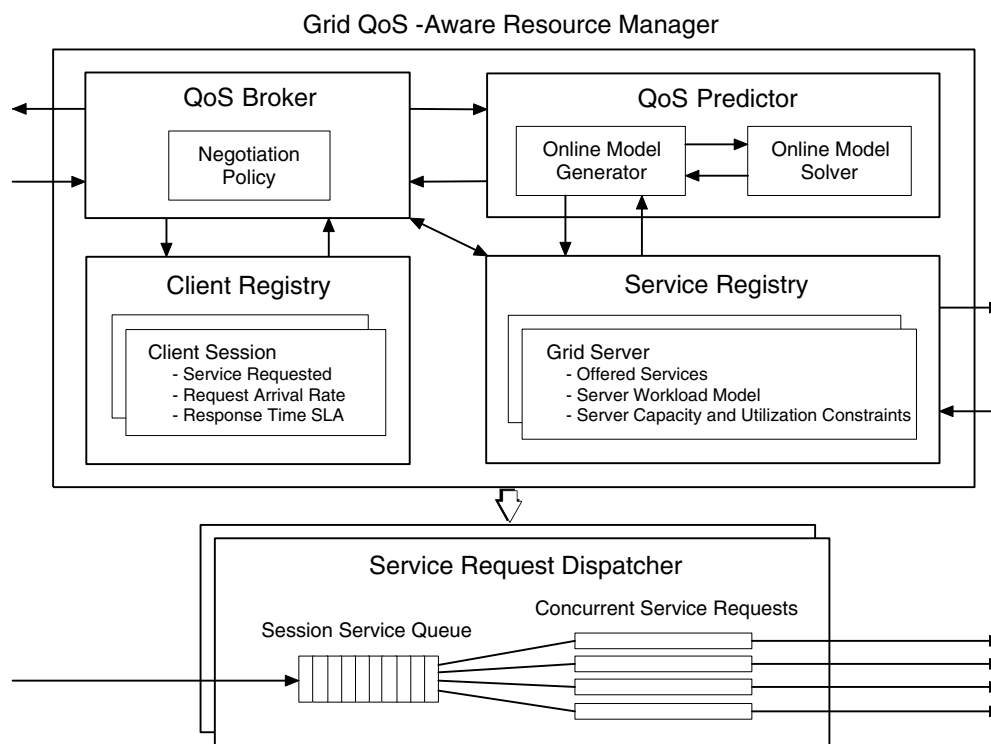 Grid QoS -Aware Resource Manager
QoS Broker
Negotiation
Policy
QoS Predictor
Online Model
Generator
Online Model
Solver
Client Registry
Client Session
- Service Requested
- Request Arrival Rate
- Response Time SLA
Service Registry
Grid Server
- Offered Services
- Server Workload Model
- Server Capacity and Utilization Constraints
Service Request Dispatcher
Session Service Queue
Concurrent Service Requests